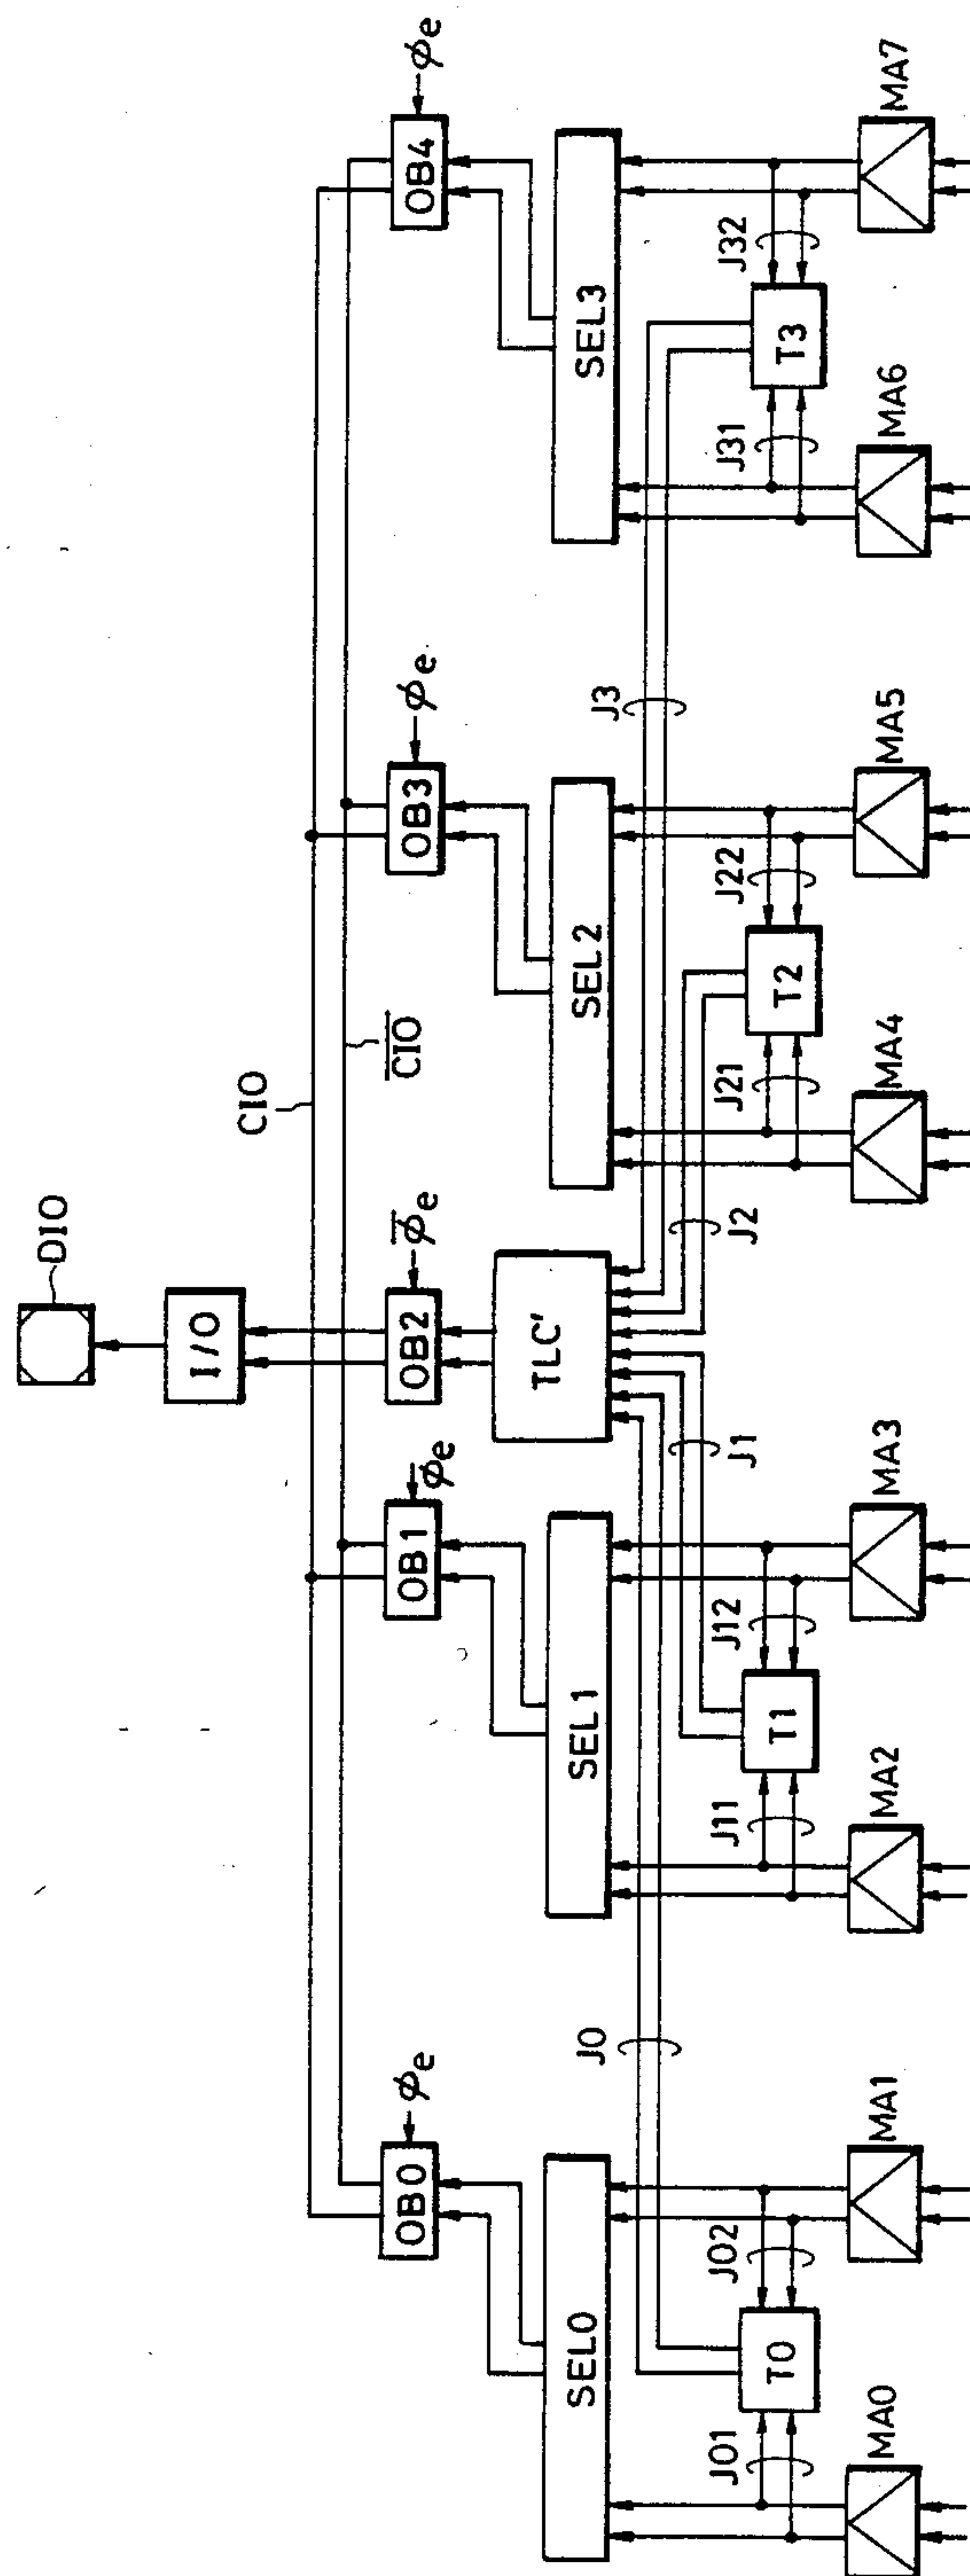 DIO
I/O
CIO
C̅I̅O̅
OB0
φe
OB1
φe
OB2
φ̅e
OB3
φe
OB4
φe
TLC'
SEL0
SEL1
SEL2
SEL3
J0
J1
J2
J3
J01
J02
J11
J12
J21
J22
J31
J32
T0
T1
T2
T3
MA0
MA1
MA2
MA3
MA4
MA5
MA6
MA7